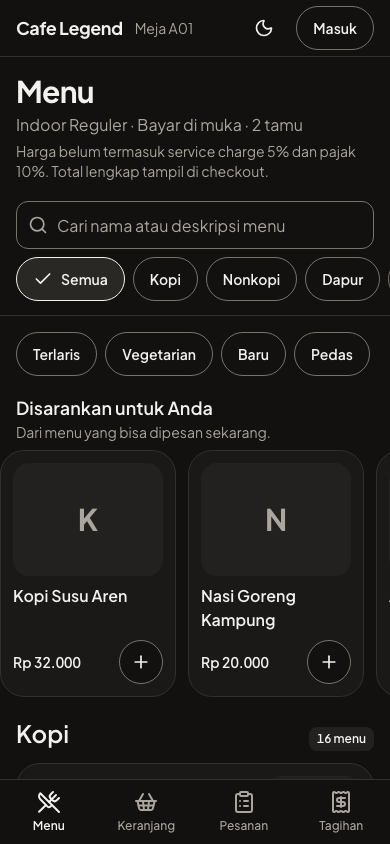 Cafe Legend Meja A01 Masuk
Menu
Indoor Reguler · Bayar di muka · 2 tamu
Harga belum termasuk service charge 5% dan pajak
10%. Total lengkap tampil di checkout.
Cari nama atau deskripsi menu
Semua Kopi Nonkopi Dapur
Terlaris Vegetarian Baru Pedas
Disarankan untuk Anda
Dari menu yang bisa dipesan sekarang.
K N
Kopi Susu Aren
Nasi Goreng
Kampung
Rp 32.000 Rp 20.000
Kopi 16 menu
Menu Keranjang Pesanan Tagihan